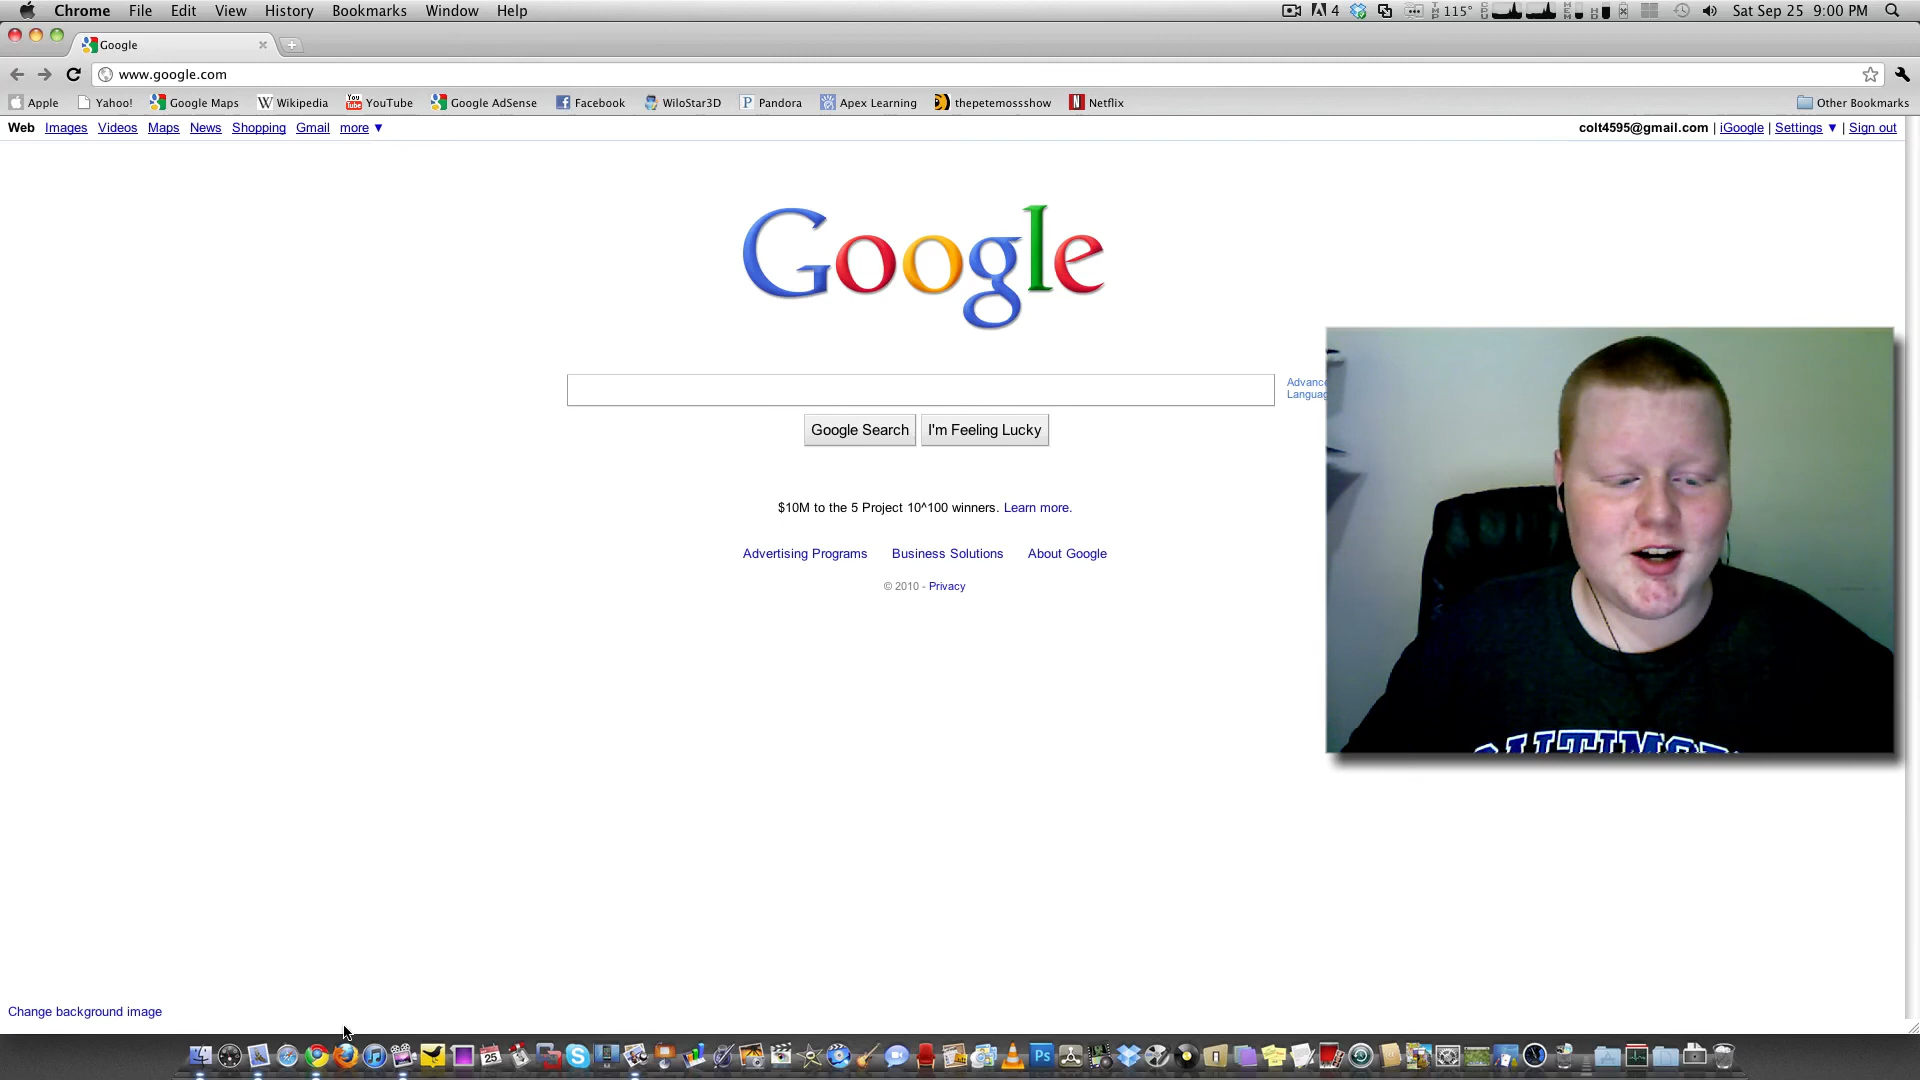 Chrome File Edit View History Bookmarks Window Help 4 115° Sat Sep 25 9:00 PM
Google
www.google.com
Apple Yahoo! Google Maps Wikipedia YouTube Google AdSense Facebook WiloStar3D Pandora Apex Learning thepetemossshow Netflix Other Bookmarks
Web Images Videos Maps News Shopping Gmail more ▼ colt4595@gmail.com | iGoogle | Settings ▼ | Sign out
Google
Advance
Languag
Google Search I'm Feeling Lucky
$10M to the 5 Project 10^100 winners. Learn more.
Advertising Programs Business Solutions About Google
© 2010 - Privacy
Change background image
25
Ps